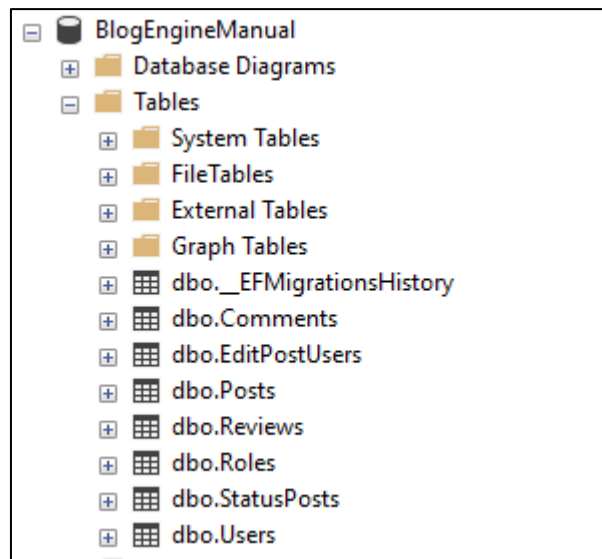 BlogEngineManual
Database Diagrams
Tables
System Tables
FileTables
External Tables
Graph Tables
dbo.__EFMigrationsHistory
dbo.Comments
dbo.EditPostUsers
dbo.Posts
dbo.Reviews
dbo.Roles
dbo.StatusPosts
dbo.Users